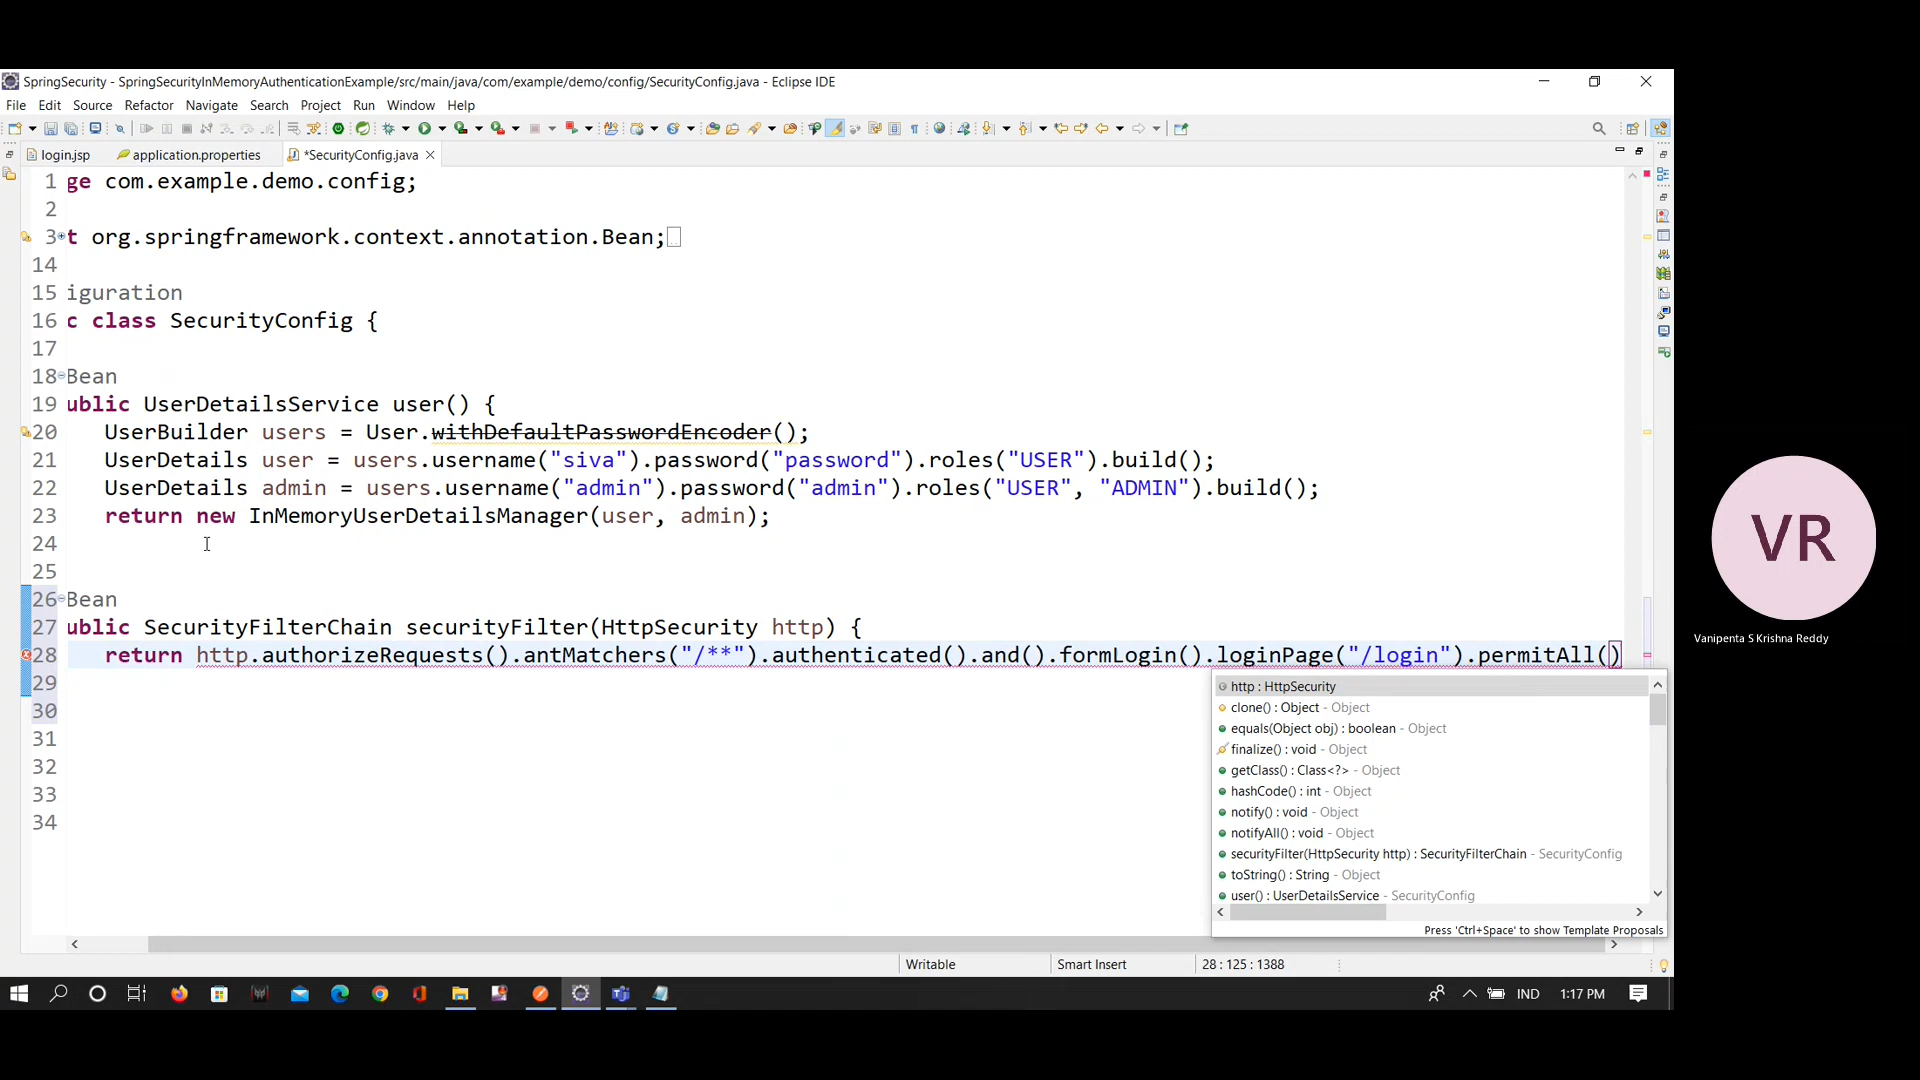 SpringSecurity - SpringSecurityInMemoryAuthenticationExample/src/main/java/com/example/demo/config/SecurityConfig.java - Eclipse IDE
File Edit Source Refactor Navigate Search Project Run Window Help
login.jsp application.properties *SecurityConfig.java
1 ge com.example.demo.config;
2
3 t org.springframework.context.annotation.Bean;
14
15 iguration
16 c class SecurityConfig {
17
18 Bean
19 ublic UserDetailsService user() {
20 UserBuilder users = User.withDefaultPasswordEncoder();
21 UserDetails user = users.username("siva").password("password").roles("USER").build();
22 UserDetails admin = users.username("admin").password("admin").roles("USER", "ADMIN").build();
23 return new InMemoryUserDetailsManager(user, admin);
24
25
26 Bean
27 ublic SecurityFilterChain securityFilter(HttpSecurity http) {
28 return http.authorizeRequests().antMatchers("/**").authenticated().and().formLogin().loginPage("/login").permitAll()
29
30
31
32
33
34
http : HttpSecurity
clone() : Object - Object
equals(Object obj) : boolean - Object
finalize() : void - Object
getClass() : Class<?> - Object
hashCode() : int - Object
notify() : void - Object
notifyAll() : void - Object
securityFilter(HttpSecurity http) : SecurityFilterChain - SecurityConfig
toString() : String - Object
user() : UserDetailsService - SecurityConfig
Press 'Ctrl+Space' to show Template Proposals
Writable Smart Insert 28 : 125 : 1388
IND 1:17 PM
VR
Vanipenta S Krishna Reddy